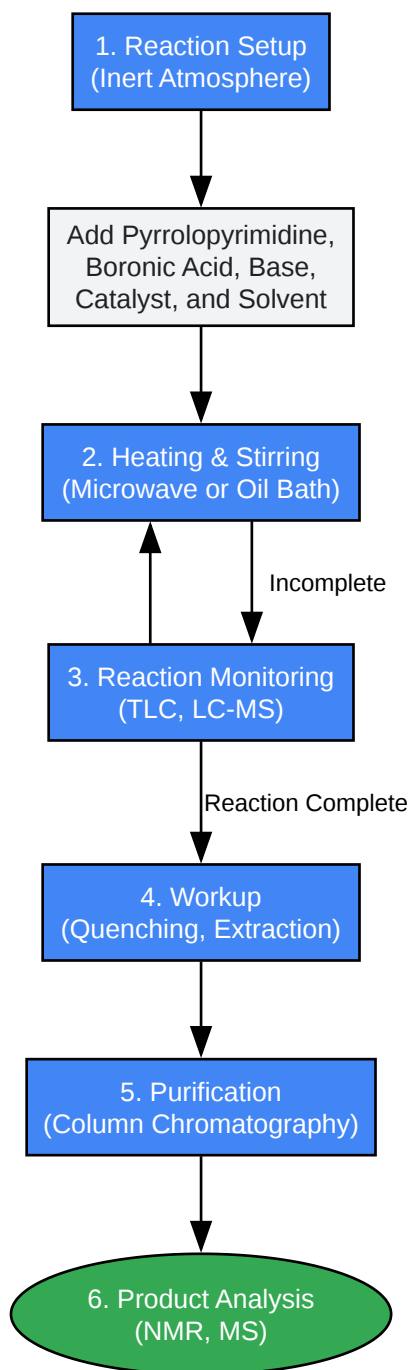 1. Reaction Setup
(Inert Atmosphere)
Add Pyrrolopyrimidine,
Boronic Acid, Base,
Catalyst, and Solvent
2. Heating & Stirring
(Microwave or Oil Bath)
Incomplete
3. Reaction Monitoring
(TLC, LC-MS)
Reaction Complete
4. Workup
(Quenching, Extraction)
5. Purification
(Column Chromatography)
6. Product Analysis
(NMR, MS)